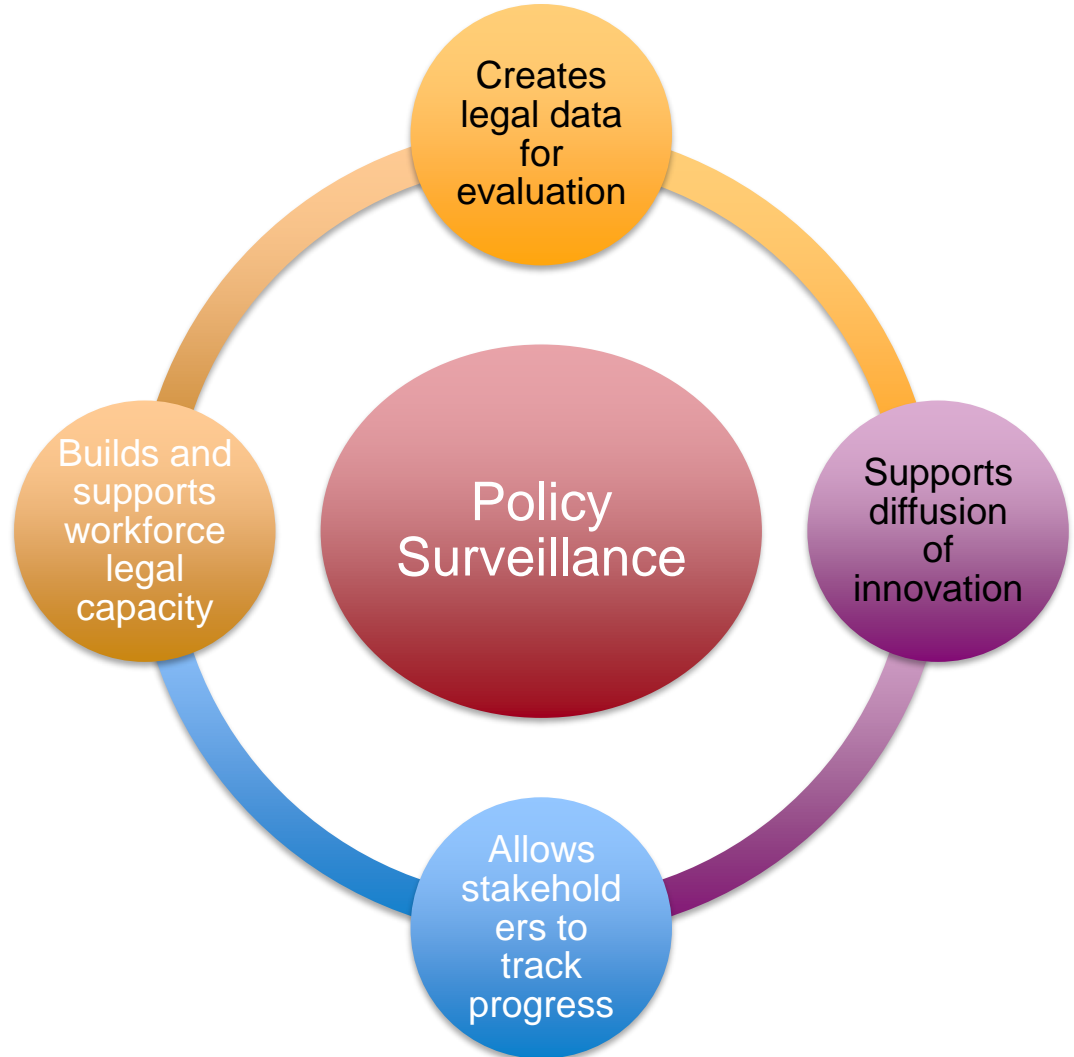 Creates
legal data
for
evaluation
Builds and
supports
workforce
legal
capacity
Policy
Surveillance
Supports
diffusion
of
innovation
Allows
stakehold
ers to
track
progress